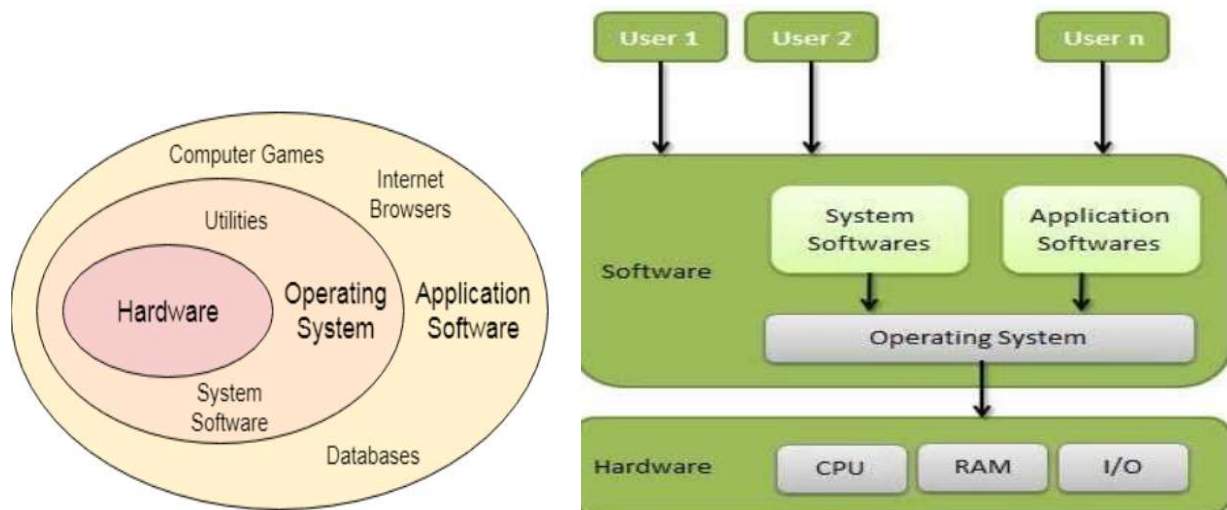 Computer Games
Internet
Browsers
Utilities
Hardware
Operating
System
Application
Software
System
Software
Databases
User 1
User 2
User n
System
Softwares
Application
Softwares
Software
Operating System
Hardware
CPU
RAM
I/O